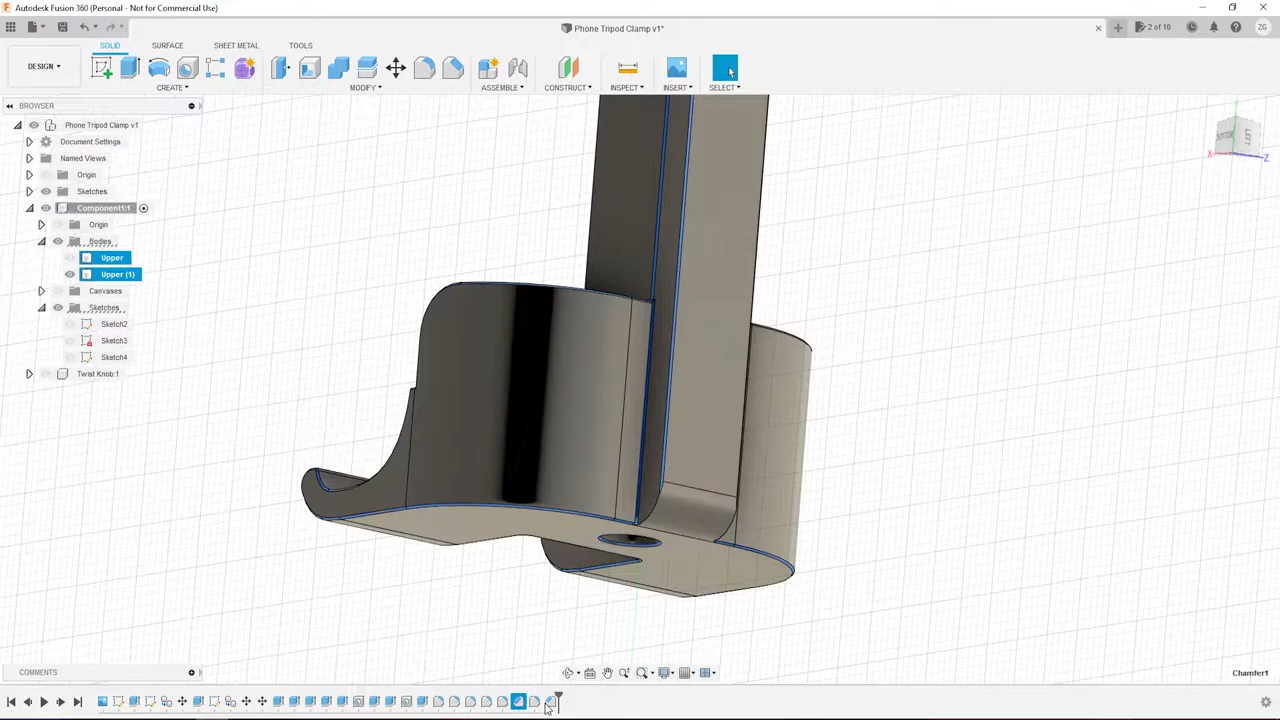 Autodesk Fusion 360 (Personal - Not for Commercial Use)
Phone Tripod Clamp v1*
2 of 10
ZG
DESIGN
SOLID
SURFACE
SHEET METAL
TOOLS
CREATE
MODIFY
ASSEMBLE
CONSTRUCT
INSPECT
INSERT
SELECT
BROWSER
Phone Tripod Clamp v1
Document Settings
Named Views
Origin
Sketches
Component1:1
Origin
Bodies
Upper
Upper (1)
Canvases
Sketches
Sketch2
Sketch3
Sketch4
Twist Knob:1
LEFT
X
Z
COMMENTS
Chamfer1